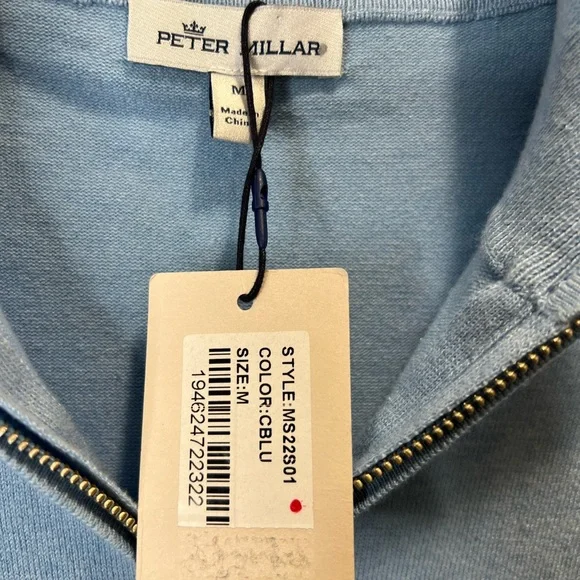 PETER MILLAR
M
Made in
China
STYLE:MS22S01
COLOR:CBLU
SIZE:M
194624722322